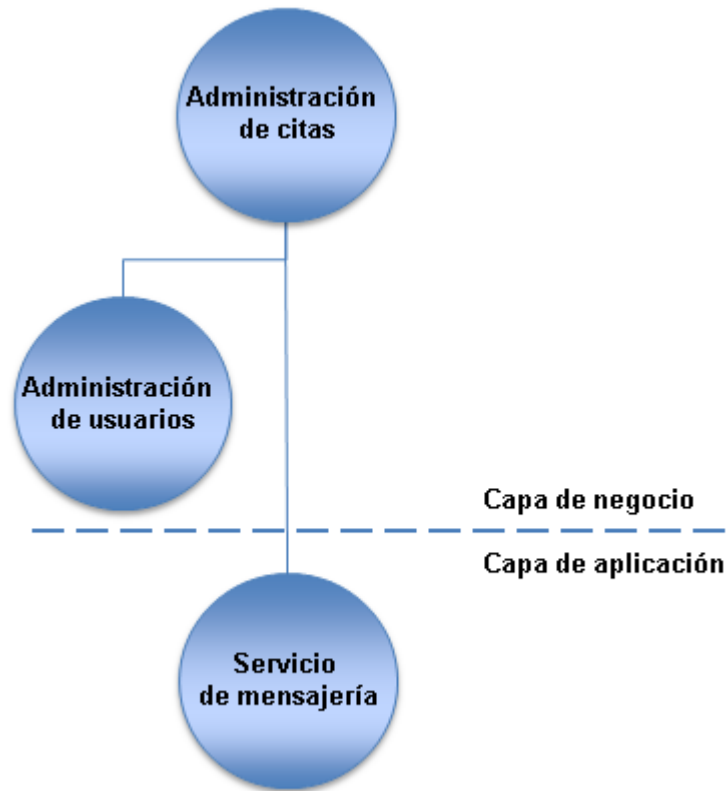 Administración
de citas
Administración
de usuarios
Capa de negocio
Capa de aplicación
Servicio
de mensajería